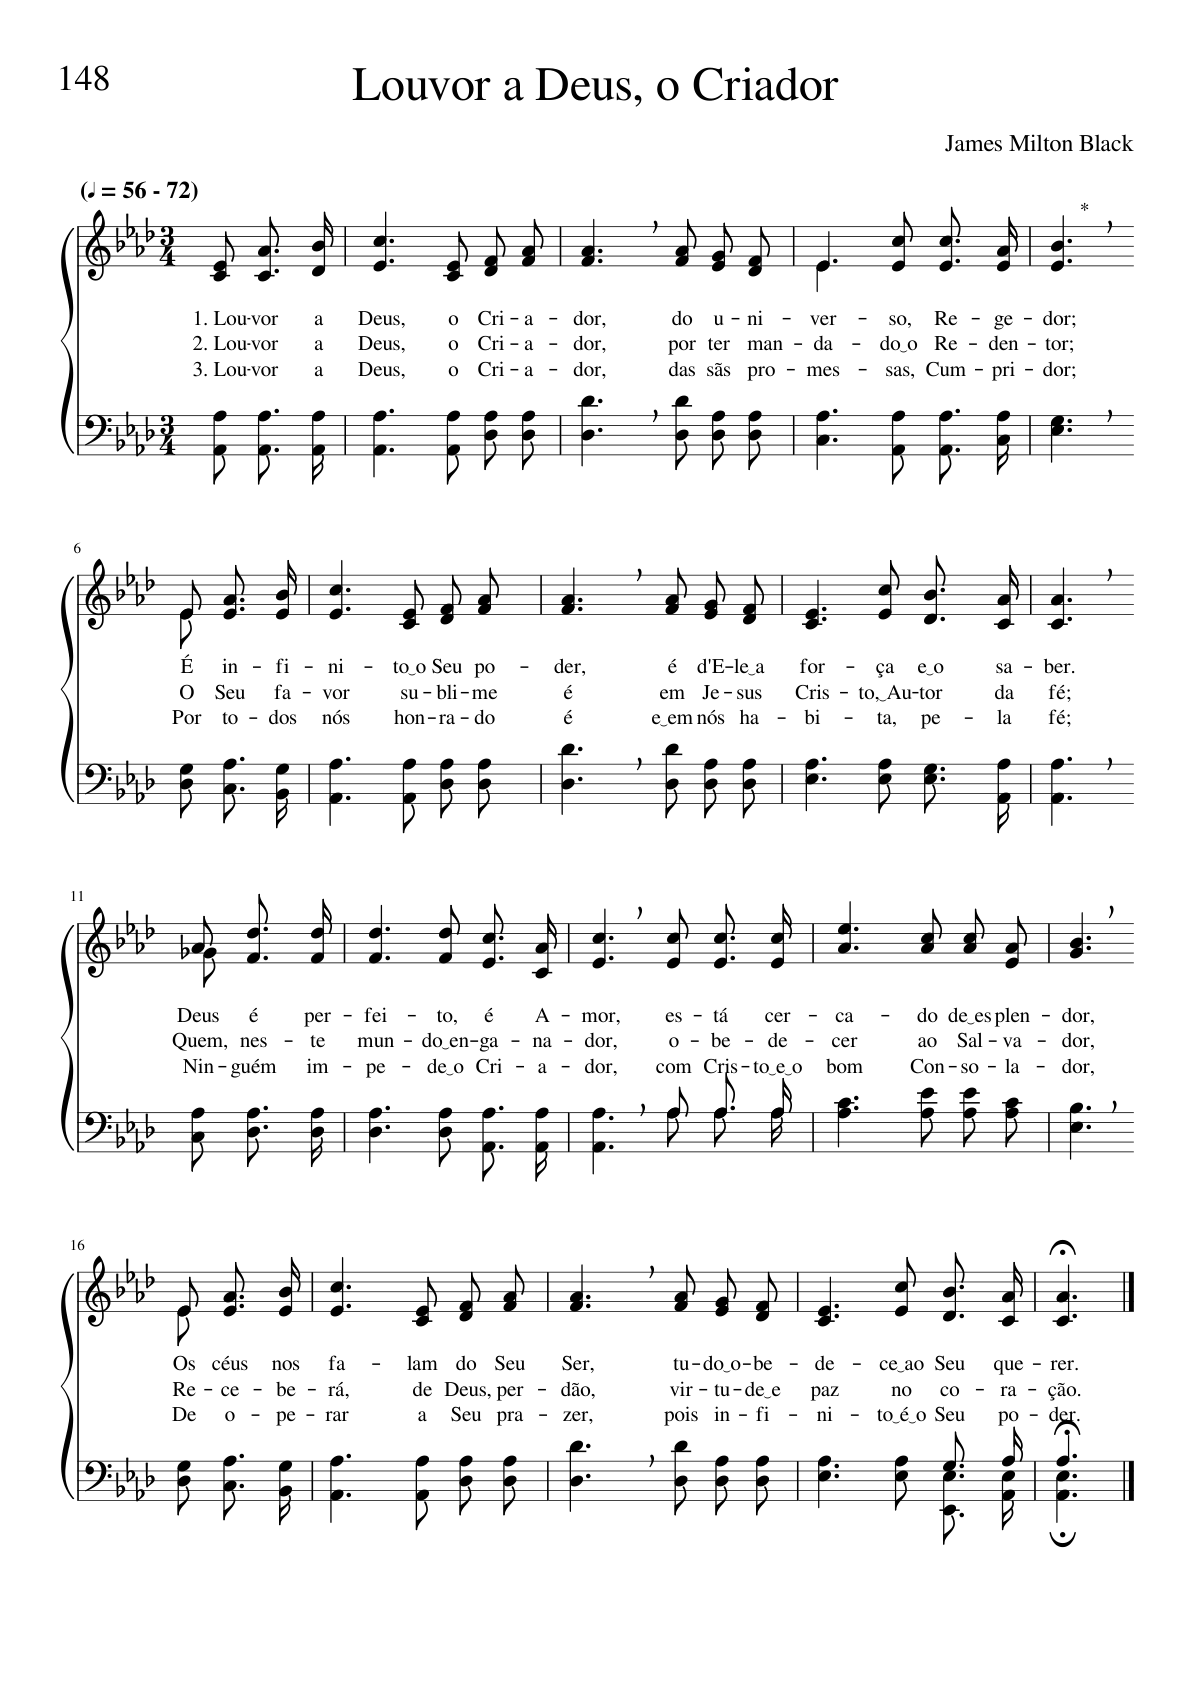 148
Louvor a Deus, o Criador
James Milton Black
(♩ = 56 - 72)
*
1. Lou-vor a Deus, o Cri-a-dor, do u-ni-ver-so, Re-ge-dor;
2. Lou-vor a Deus, o Cri-a-dor, por ter man-da-do‿o Re-den-tor;
3. Lou-vor a Deus, o Cri-a-dor, das sãs pro-mes-sas, Cum-pri-dor;
6
É in-fi-ni-to‿o Seu po-der, é d'E-le‿a for-ça e‿o sa-ber.
O Seu fa-vor su-bli-me é em Je-sus Cris-to,‿Au-tor da fé;
Por to-dos nós hon-ra-do é e‿em nós ha-bi-ta, pe-la fé;
11
Deus é per-fei-to, é A-mor, es-tá cer-ca-do de‿es plen-dor,
Quem, nes-te mun-do‿en-ga-na-dor, o-be-de-cer ao Sal-va-dor,
Nin-guém im-pe-de‿o Cri-a-dor, com Cris-to‿e‿o bom Con-so-la-dor,
16
Os céus nos fa-lam do Seu Ser, tu-do‿o-be-de-ce‿ao Seu que-rer.
Re-ce-be-rá, de Deus, per-dão, vir-tu-de‿e paz no co-ra-ção.
De o-pe-rar a Seu pra-zer, pois in-fi-ni-to‿é‿o Seu po-der.